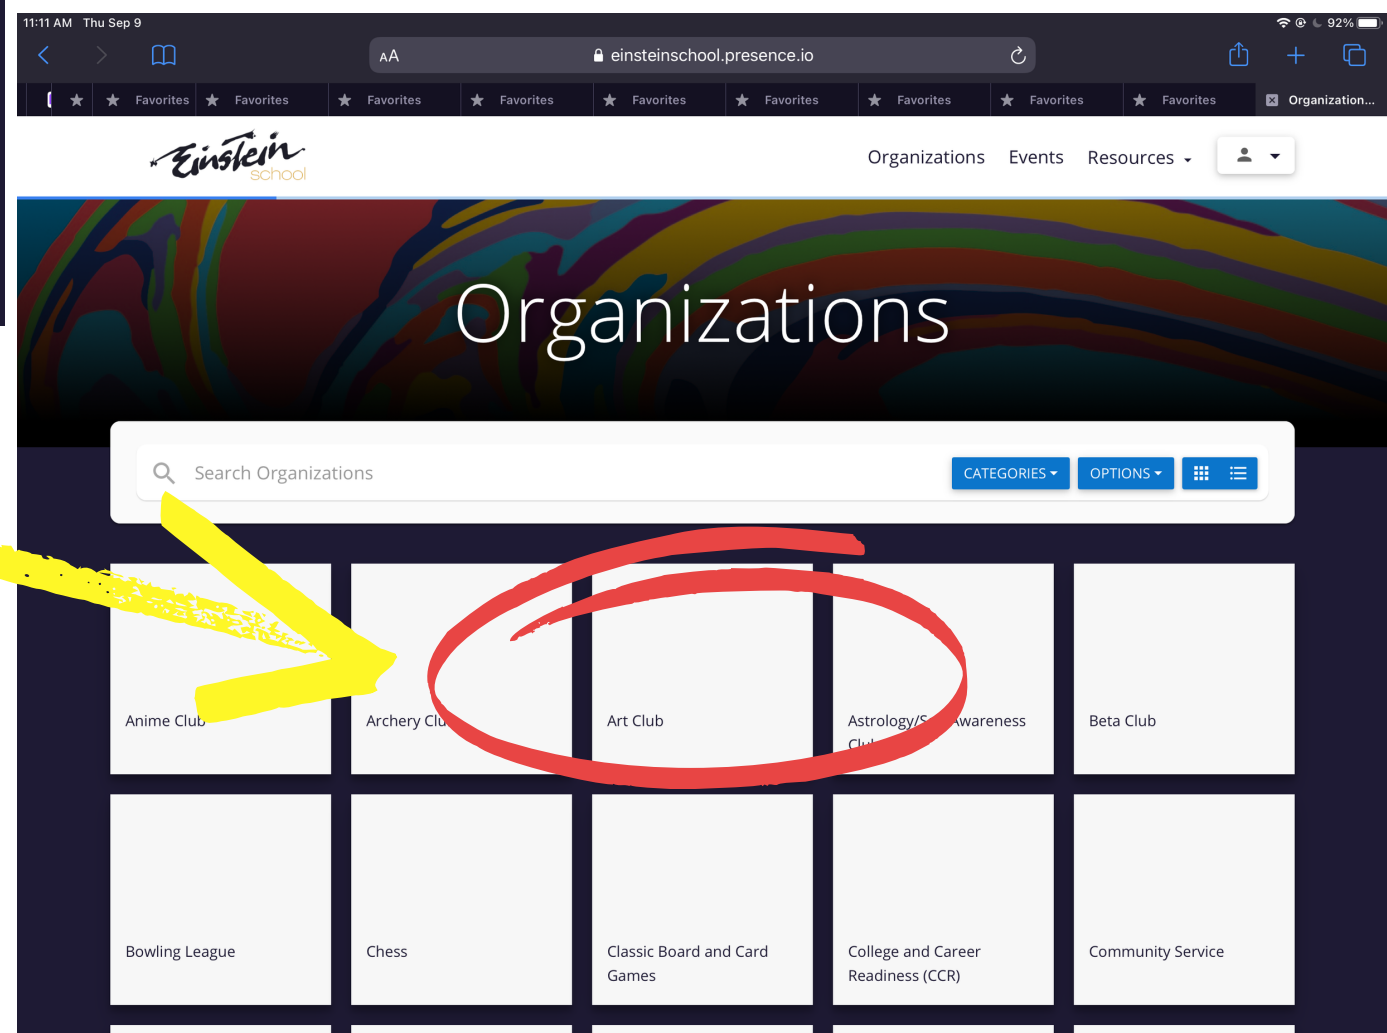 11:11 AM Thu Sep 9
92%
AA
einsteinschool.presence.io
Favorites Favorites Favorites Favorites Favorites Favorites Favorites Favorites Favorites Organization...
Einstein
school
Organizations Events Resources
Organizations
Search Organizations
CATEGORIES OPTIONS
Anime Club
Archery
Art Club
Awareness
Beta Club
Bowling League
Chess
Classic Board and Card
Games
College and Career
Readiness (CCR)
Community Service